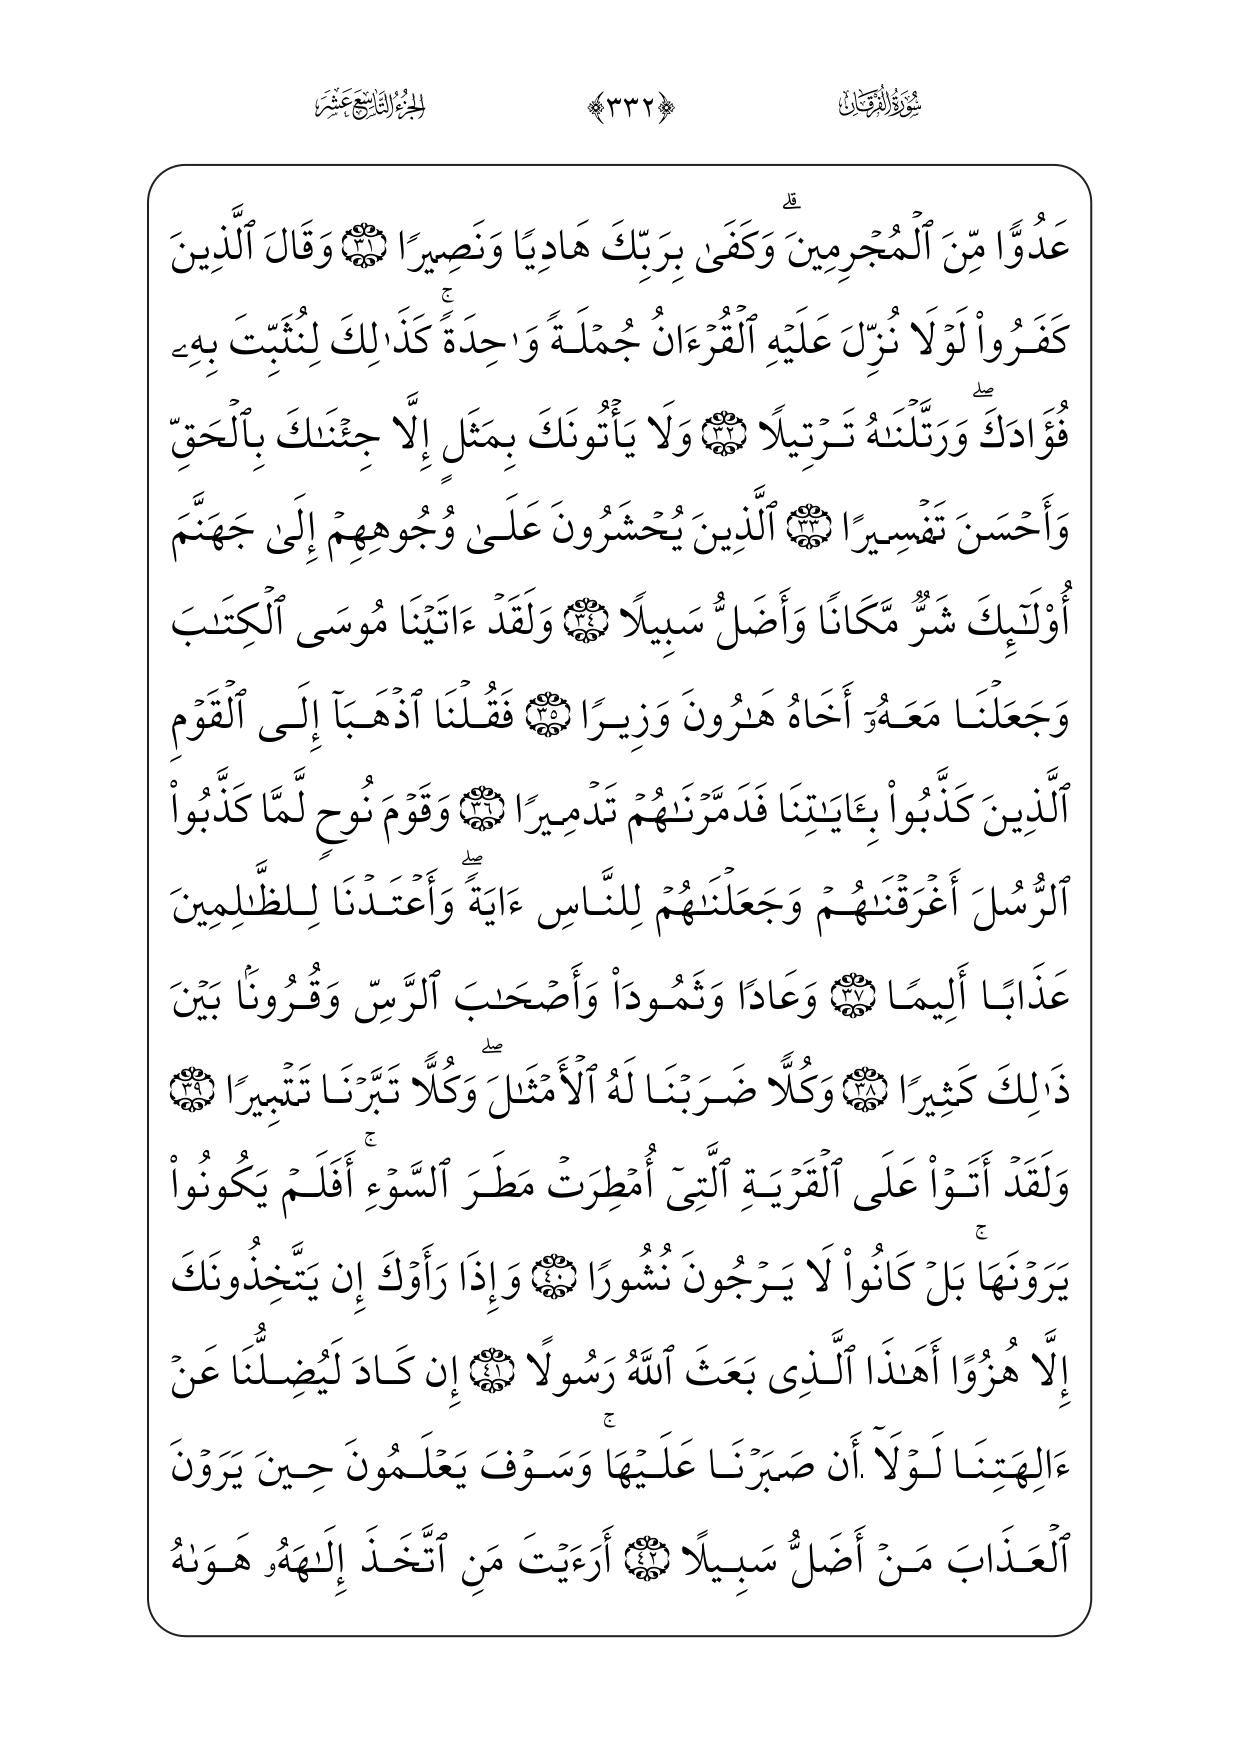 سُورَةُ الْفُرْقَانِ ﴿٣٣٢﴾ الجُزْءُ التَّاسِعَ عَشَرَ
عَدُوّٗا مِّنَ ٱلۡمُجۡرِمِينَۗ وَكَفَىٰ بِرَبِّكَ هَادِيٗا وَنَصِيرٗا ٣١ وَقَالَ ٱلَّذِينَ
كَفَرُواْ لَوۡلَا نُزِّلَ عَلَيۡهِ ٱلۡقُرۡءَانُ جُمۡلَةٗ وَٰحِدَةٗۚ كَذَٰلِكَ لِنُثَبِّتَ بِهِۦ
فُؤَادَكَۖ وَرَتَّلۡنَٰهُ تَرۡتِيلٗا ٣٢ وَلَا يَأۡتُونَكَ بِمَثَلٍ إِلَّا جِئۡنَٰكَ بِٱلۡحَقِّ
وَأَحۡسَنَ تَفۡسِيرًا ٣٣ ٱلَّذِينَ يُحۡشَرُونَ عَلَىٰ وُجُوهِهِمۡ إِلَىٰ جَهَنَّمَ
أُوْلَٰٓئِكَ شَرّٞ مَّكَانٗا وَأَضَلُّ سَبِيلٗا ٣٤ وَلَقَدۡ ءَاتَيۡنَا مُوسَى ٱلۡكِتَٰبَ
وَجَعَلۡنَا مَعَهُۥٓ أَخَاهُ هَٰرُونَ وَزِيرٗا ٣٥ فَقُلۡنَا ٱذۡهَبَآ إِلَى ٱلۡقَوۡمِ
ٱلَّذِينَ كَذَّبُواْ بِـَٔايَٰتِنَا فَدَمَّرۡنَٰهُمۡ تَدۡمِيرٗا ٣٦ وَقَوۡمَ نُوحٖ لَّمَّا كَذَّبُواْ
ٱلرُّسُلَ أَغۡرَقۡنَٰهُمۡ وَجَعَلۡنَٰهُمۡ لِلنَّاسِ ءَايَةٗۖ وَأَعۡتَدۡنَا لِلظَّٰلِمِينَ
عَذَابًا أَلِيمٗا ٣٧ وَعَادٗا وَثَمُودَاْ وَأَصۡحَٰبَ ٱلرَّسِّ وَقُرُونَۢا بَيۡنَ
ذَٰلِكَ كَثِيرٗا ٣٨ وَكُلّٗا ضَرَبۡنَا لَهُ ٱلۡأَمۡثَٰلَۖ وَكُلّٗا تَبَّرۡنَا تَتۡبِيرٗا ٣٩
وَلَقَدۡ أَتَوۡاْ عَلَى ٱلۡقَرۡيَةِ ٱلَّتِيٓ أُمۡطِرَتۡ مَطَرَ ٱلسَّوۡءِۚ أَفَلَمۡ يَكُونُواْ
يَرَوۡنَهَاۚ بَلۡ كَانُواْ لَا يَرۡجُونَ نُشُورٗا ٤٠ وَإِذَا رَأَوۡكَ إِن يَتَّخِذُونَكَ
إِلَّا هُزُوًا أَهَٰذَا ٱلَّذِي بَعَثَ ٱللَّهُ رَسُولًا ٤١ إِن كَادَ لَيُضِلُّنَا عَنۡ
ءَالِهَتِنَا لَوۡلَآ أَن صَبَرۡنَا عَلَيۡهَاۚ وَسَوۡفَ يَعۡلَمُونَ حِينَ يَرَوۡنَ
ٱلۡعَذَابَ مَنۡ أَضَلُّ سَبِيلًا ٤٢ أَرَءَيۡتَ مَنِ ٱتَّخَذَ إِلَٰهَهُۥ هَوَىٰهُ